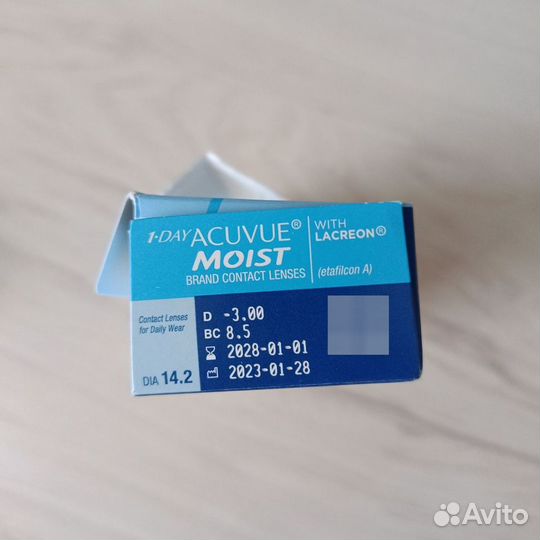 1-DAY ACUVUE®
MOIST
BRAND CONTACT LENSES
WITH
LACREON®
(etafilcon A)
Contact Lenses
for Daily Wear
DIA 14.2
D -3.00
BC 8.5
2028-01-01
2023-01-28
Avito